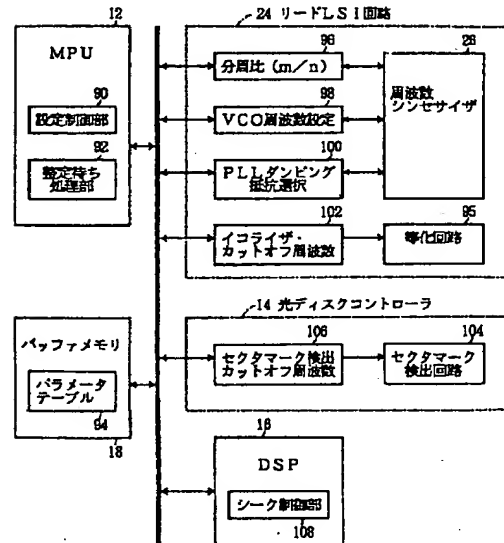 12
MPU
90
設定制御部
92
整定待ち
処理部
24 リードLSI回路
96
分周比(m/n)
98
VCO周波数設定
100
PLLダンピング
抵抗選択
102
イコライザ・
カットオフ周波数
26
周波数
シンセサイザ
95
等化回路
バッファメモリ
パラメータ
テーブル
94
18
14 光ディスクコントローラ
106
セクタマーク検出
カットオフ周波数
104
セクタマーク
検出回路
16
DSP
シーク制御部
108